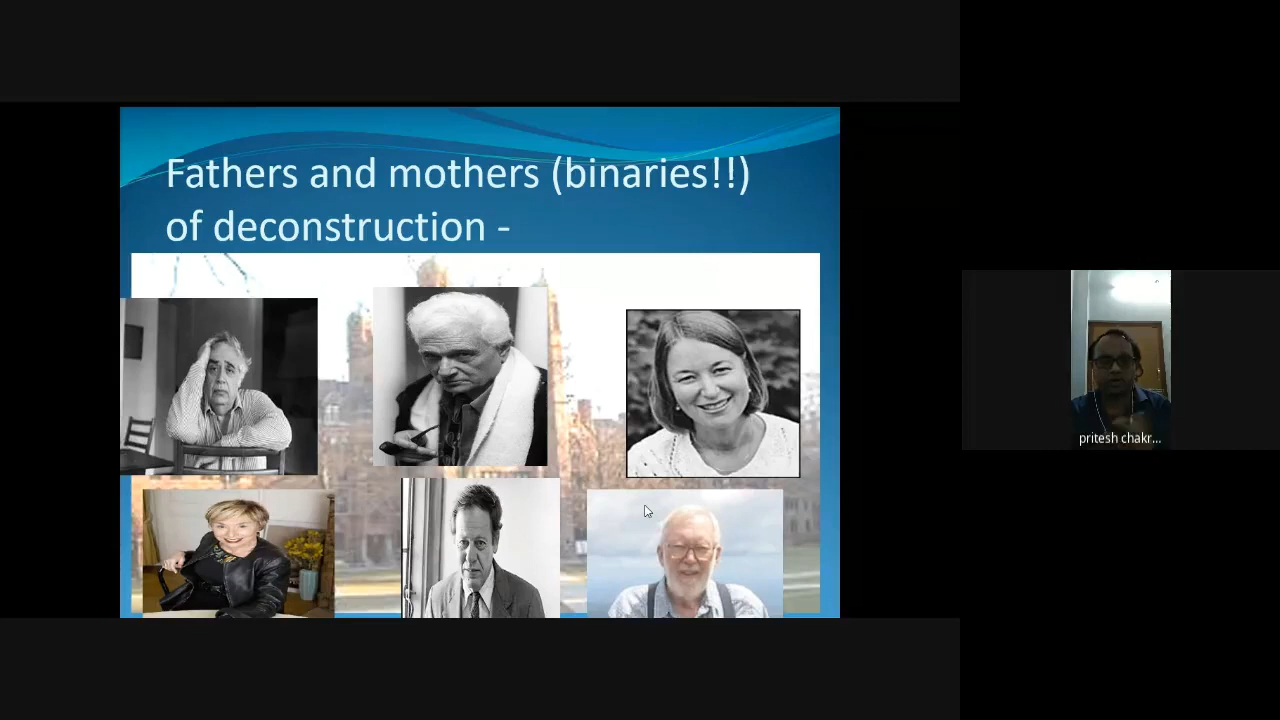 Fathers and mothers (binaries!!)
of deconstruction -
pritesh chakr...